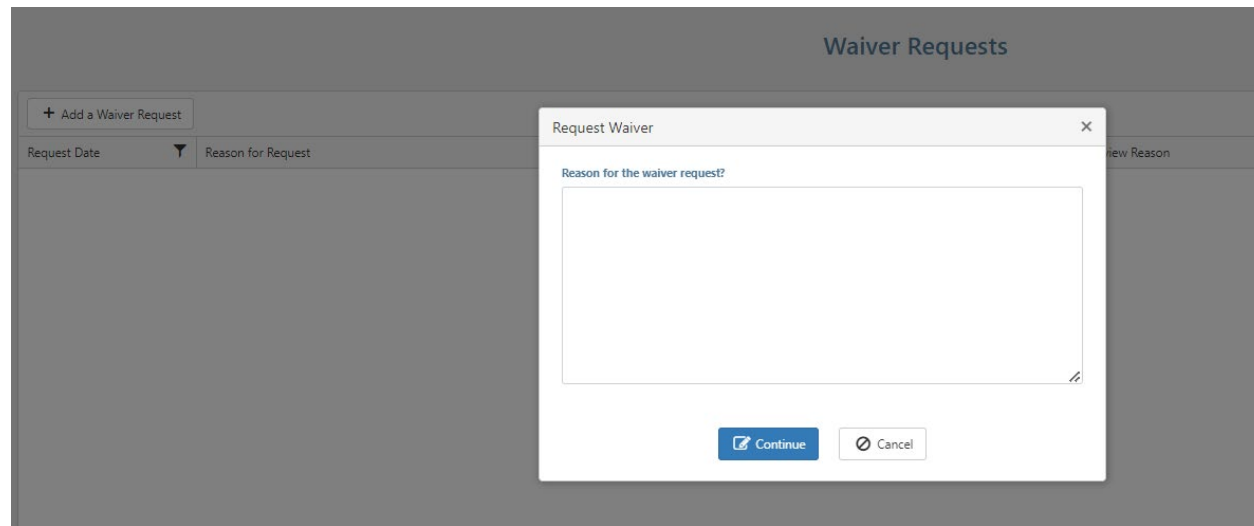 Waiver Requests
+ Add a Waiver Request
Request Date
Reason for Request
Request Waiver
Reason for the waiver request?
Continue
Cancel
Reason